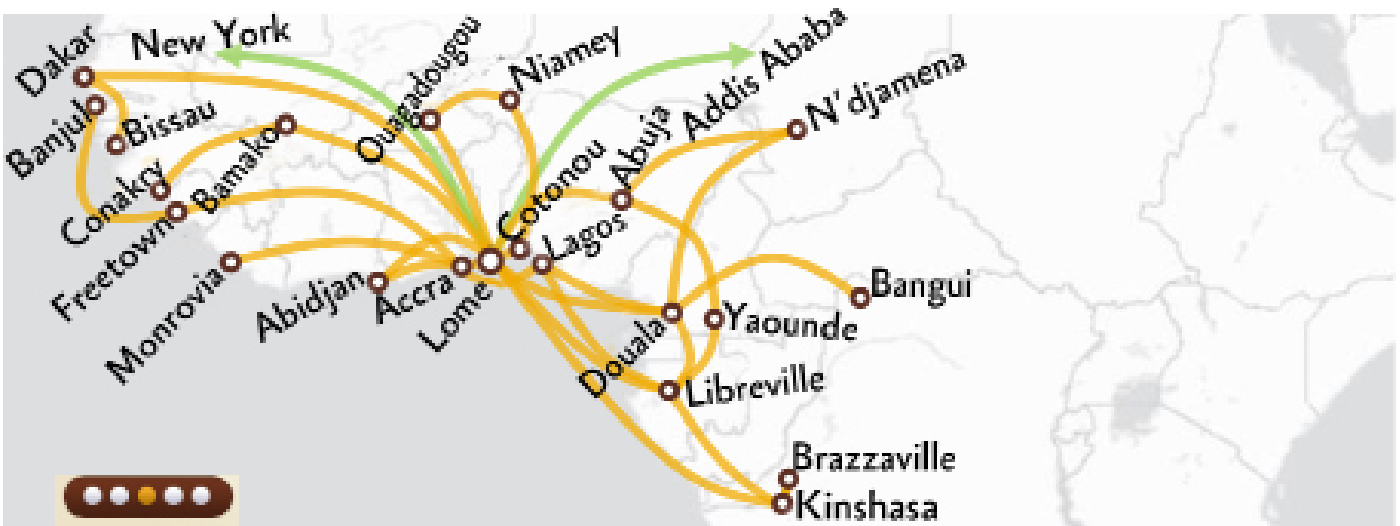 New York
Dakar
Ouagadougou
Niamey
Addis Ababa
N'djamena
Banjul
Bissau
Bamako
Abuja
Conakry
Cotonou
Freetown
Lagos
Monrovia
Abidjan
Accra
Lome
Bangui
Douala
Yaounde
Libreville
Brazzaville
Kinshasa